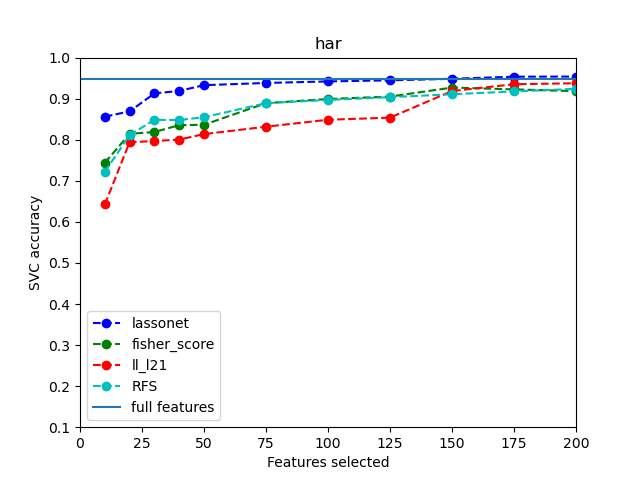 har
1.0
0.9
0.8
0.7
0.6
0.5
0.4
0.3
0.2
0.1
SVC accuracy
lassonet
fisher_score
ll_l21
RFS
full features
0 25 50 75 100 125 150 175 200
Features selected